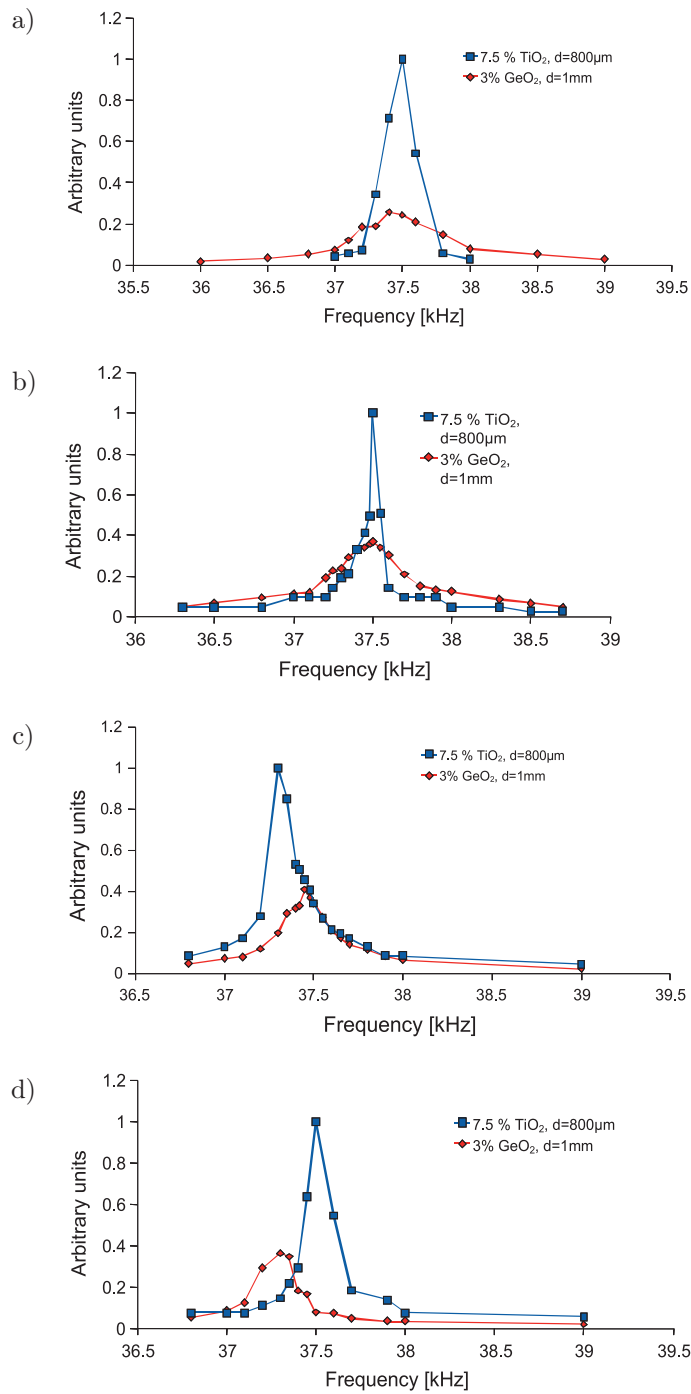 a)
1.2
1
0.8
0.6
0.4
0.2
0
Arbitrary units
7.5 % TiO₂, d=800µm
3% GeO₂, d=1mm
35.5 36 36.5 37 37.5 38 38.5 39 39.5
Frequency [kHz]
b)
1.2
1
0.8
0.6
0.4
0.2
0
Arbitrary units
7.5 % TiO₂,
d=800µm
3% GeO₂,
d=1mm
36 36.5 37 37.5 38 38.5 39
Frequency [kHz]
c)
1.2
1
0.8
0.6
0.4
0.2
0
Arbitrary units
7.5 % TiO₂, d=800µm
3% GeO₂, d=1mm
36.5 37 37.5 38 38.5 39 39.5
Frequency [kHz]
d)
1.2
1
0.8
0.6
0.4
0.2
0
Arbitrary units
7.5 % TiO₂, d=800µm
3% GeO₂, d=1mm
36.5 37 37.5 38 38.5 39 39.5
Frequency [kHz]